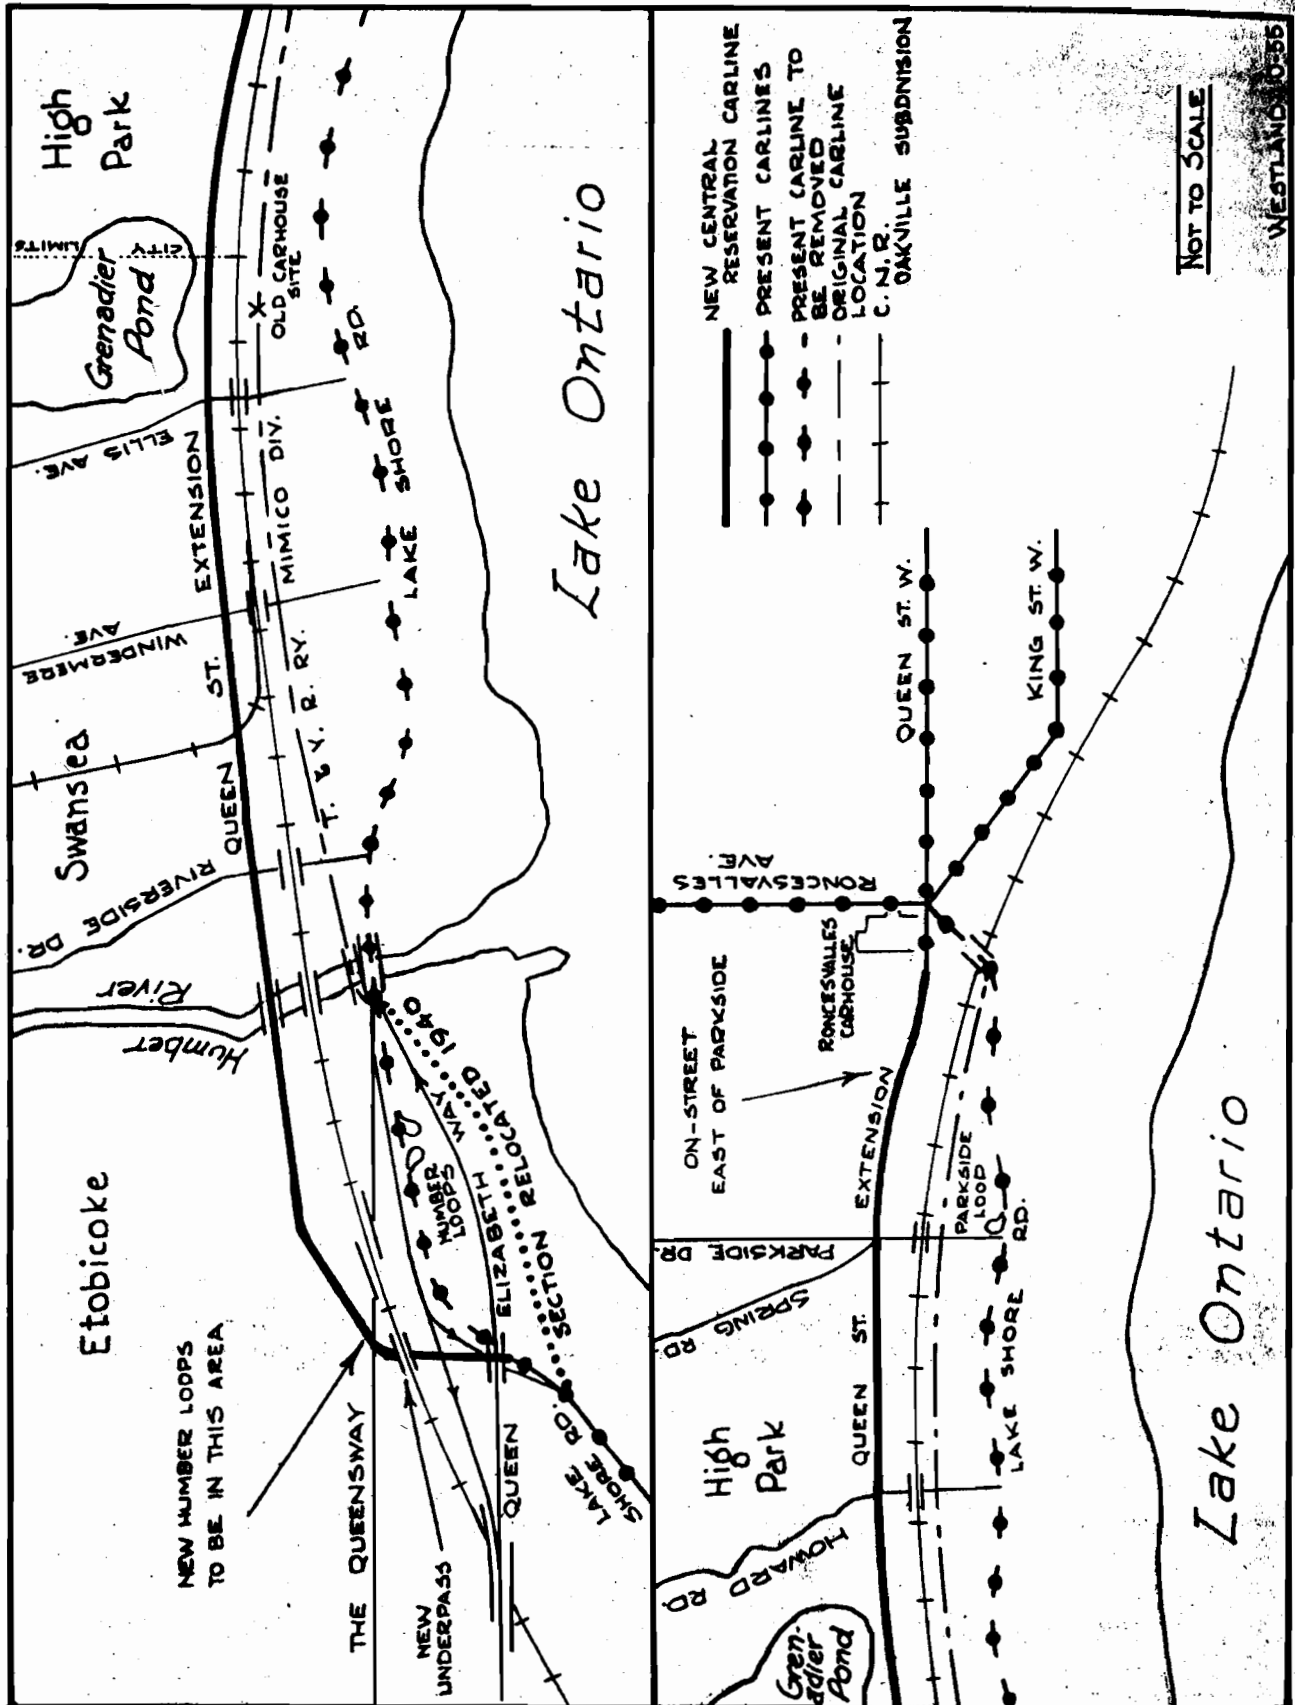 Etobicoke
NEW HUMBER LOOPS
TO BE IN THIS AREA
THE QUEENSWAY
NEW
UNDERPASS
QUEEN
ELIZABETH
WAY
LAKE
SHORE RD.
SECTION RELOCATED 1940
HUMBER
LOOPS
Humber
River
RIVERSIDE DR.
Swansea
WINDERMERE
AVE.
ELLIS AVE.
QUEEN
ST.
EXTENSION
T. & Y. R. RY.
MIMICO DIV.
X
OLD CARHOUSE
SITE
LAKE
SHORE
RD.
Grenadier
Pond
CITY
LIMITS
High
Park
Lake Ontario
Grena-
dier
Pond
HOWARD
RD.
High
Park
SPRING
RD.
PARKSIDE DR.
QUEEN
ST.
EXTENSION
LAKE SHORE
RD.
PARKSIDE
LOOP
ON-STREET
EAST OF PARKSIDE
RONCESVALLES
CARHOUSE
RONCESVALLES
AVE.
QUEEN ST. W.
KING ST. W.
Lake Ontario
NEW CENTRAL
RESERVATION CARLINE
PRESENT CARLINES
PRESENT CARLINE TO
BE REMOVED
ORIGINAL CARLINE
LOCATION
C. N. R.
OAKVILLE SUBDIVISION
NOT TO SCALE
WESTLAND